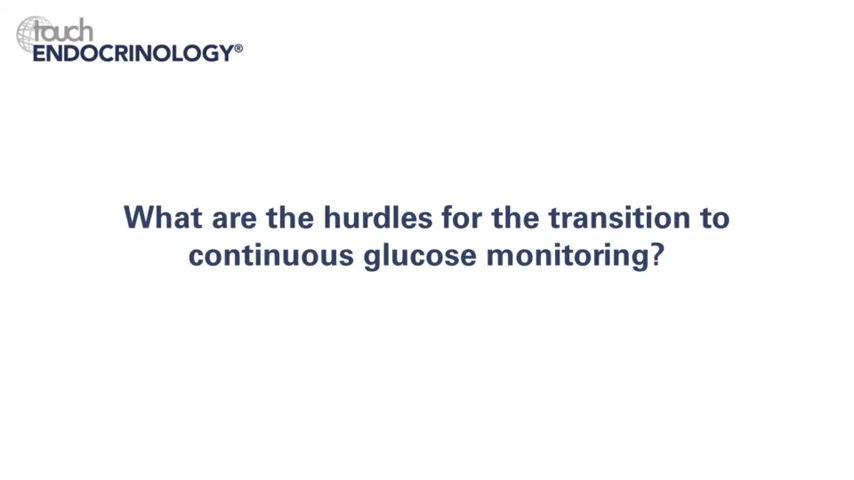 touch
ENDOCRINOLOGY®
What are the hurdles for the transition to
continuous glucose monitoring?